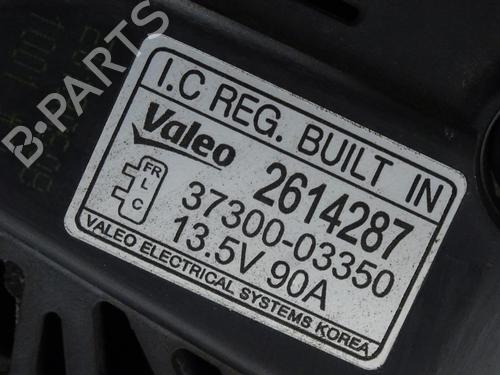 B-PARTS
I.C REG. BUILT IN
Valeo
2614287
FR
L
C
37300-03350
13.5V 90A
VALEO ELECTRICAL SYSTEMS KOREA